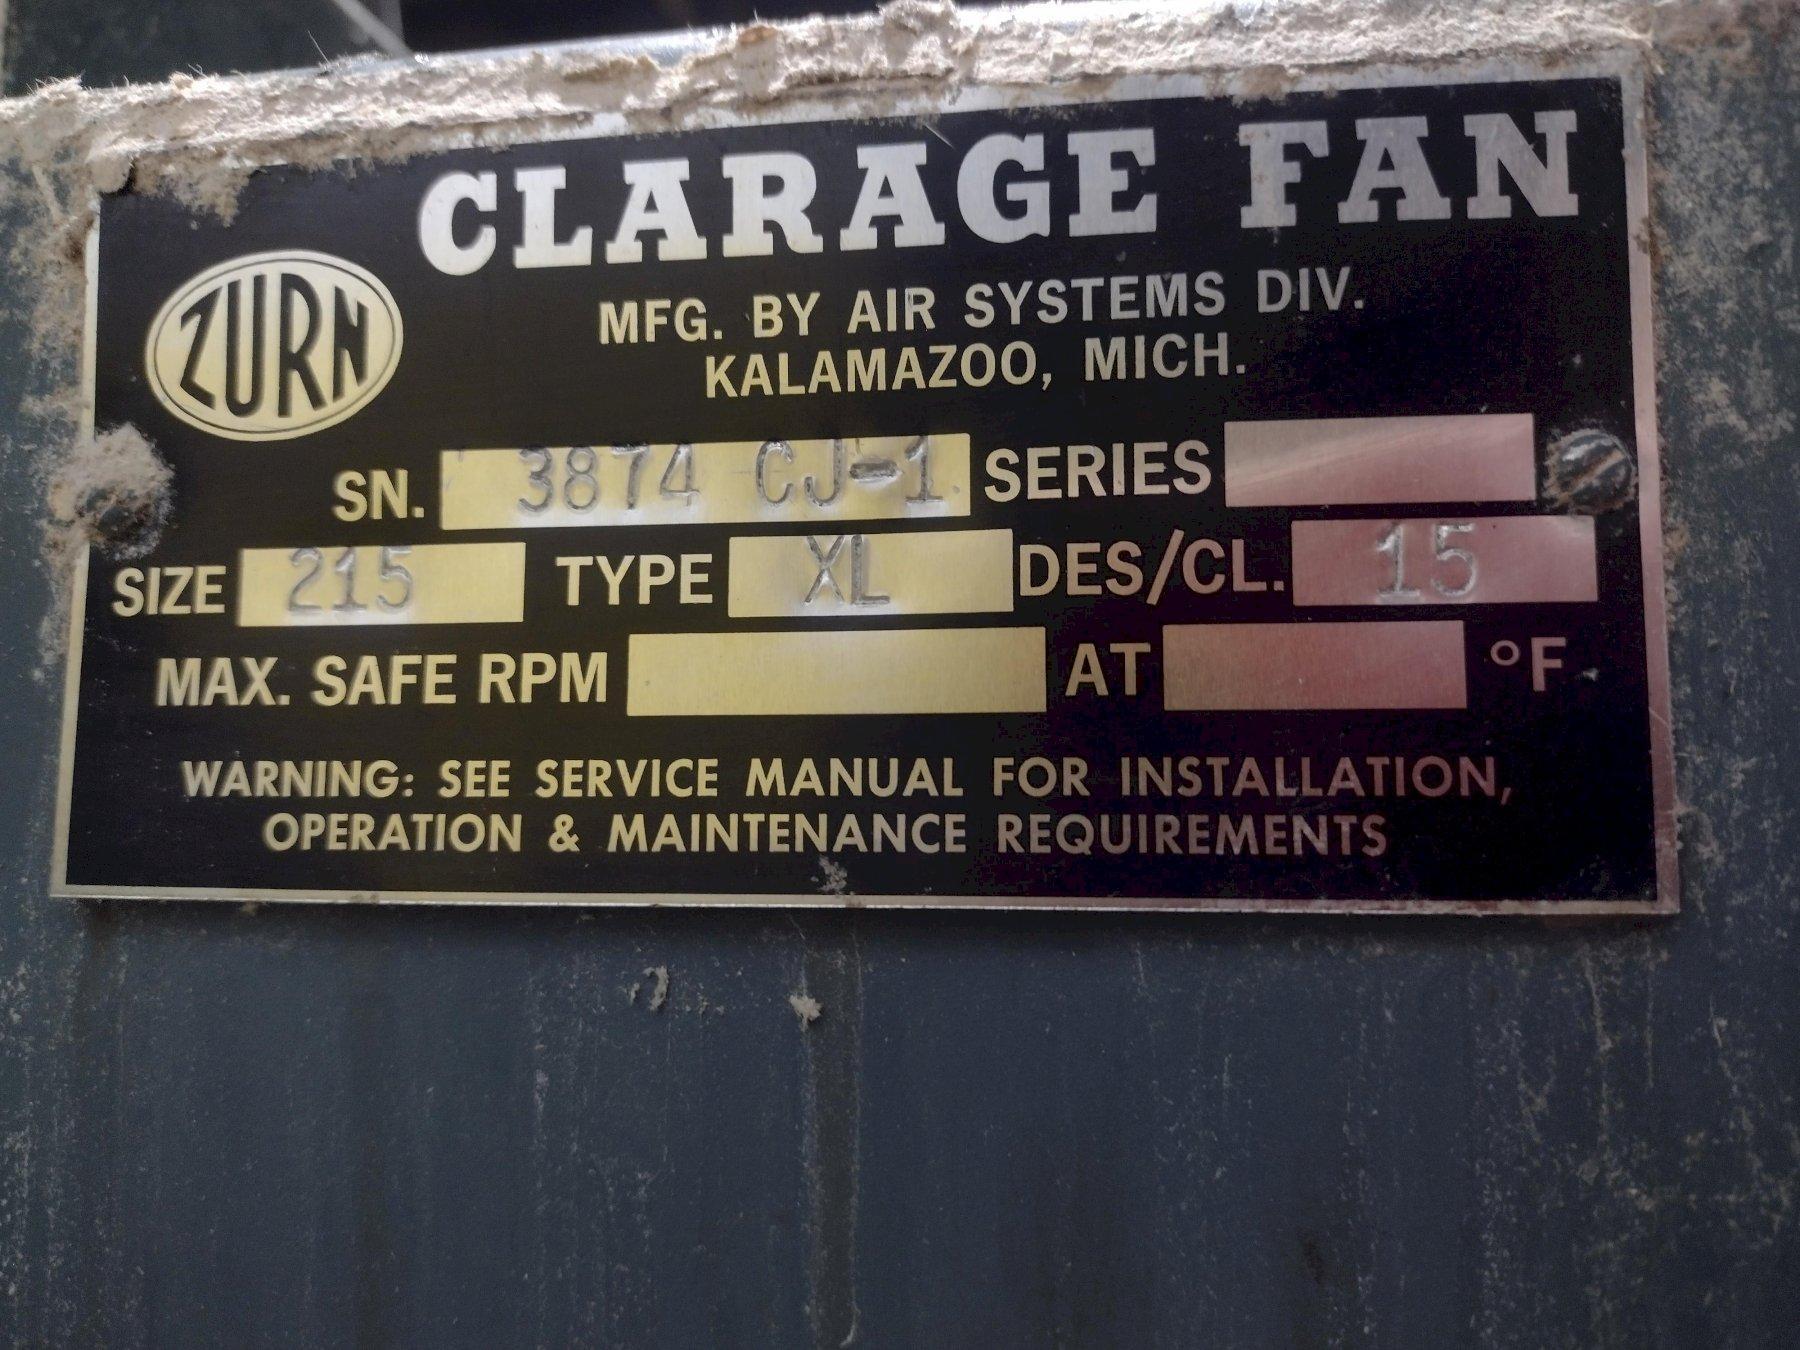 CLARAGE FAN
ZURN
MFG. BY AIR SYSTEMS DIV.
KALAMAZOO, MICH.
SN. 3874 CJ-1 SERIES
SIZE 215 TYPE XL DES/CL. 15
MAX. SAFE RPM AT °F
WARNING: SEE SERVICE MANUAL FOR INSTALLATION,
OPERATION & MAINTENANCE REQUIREMENTS